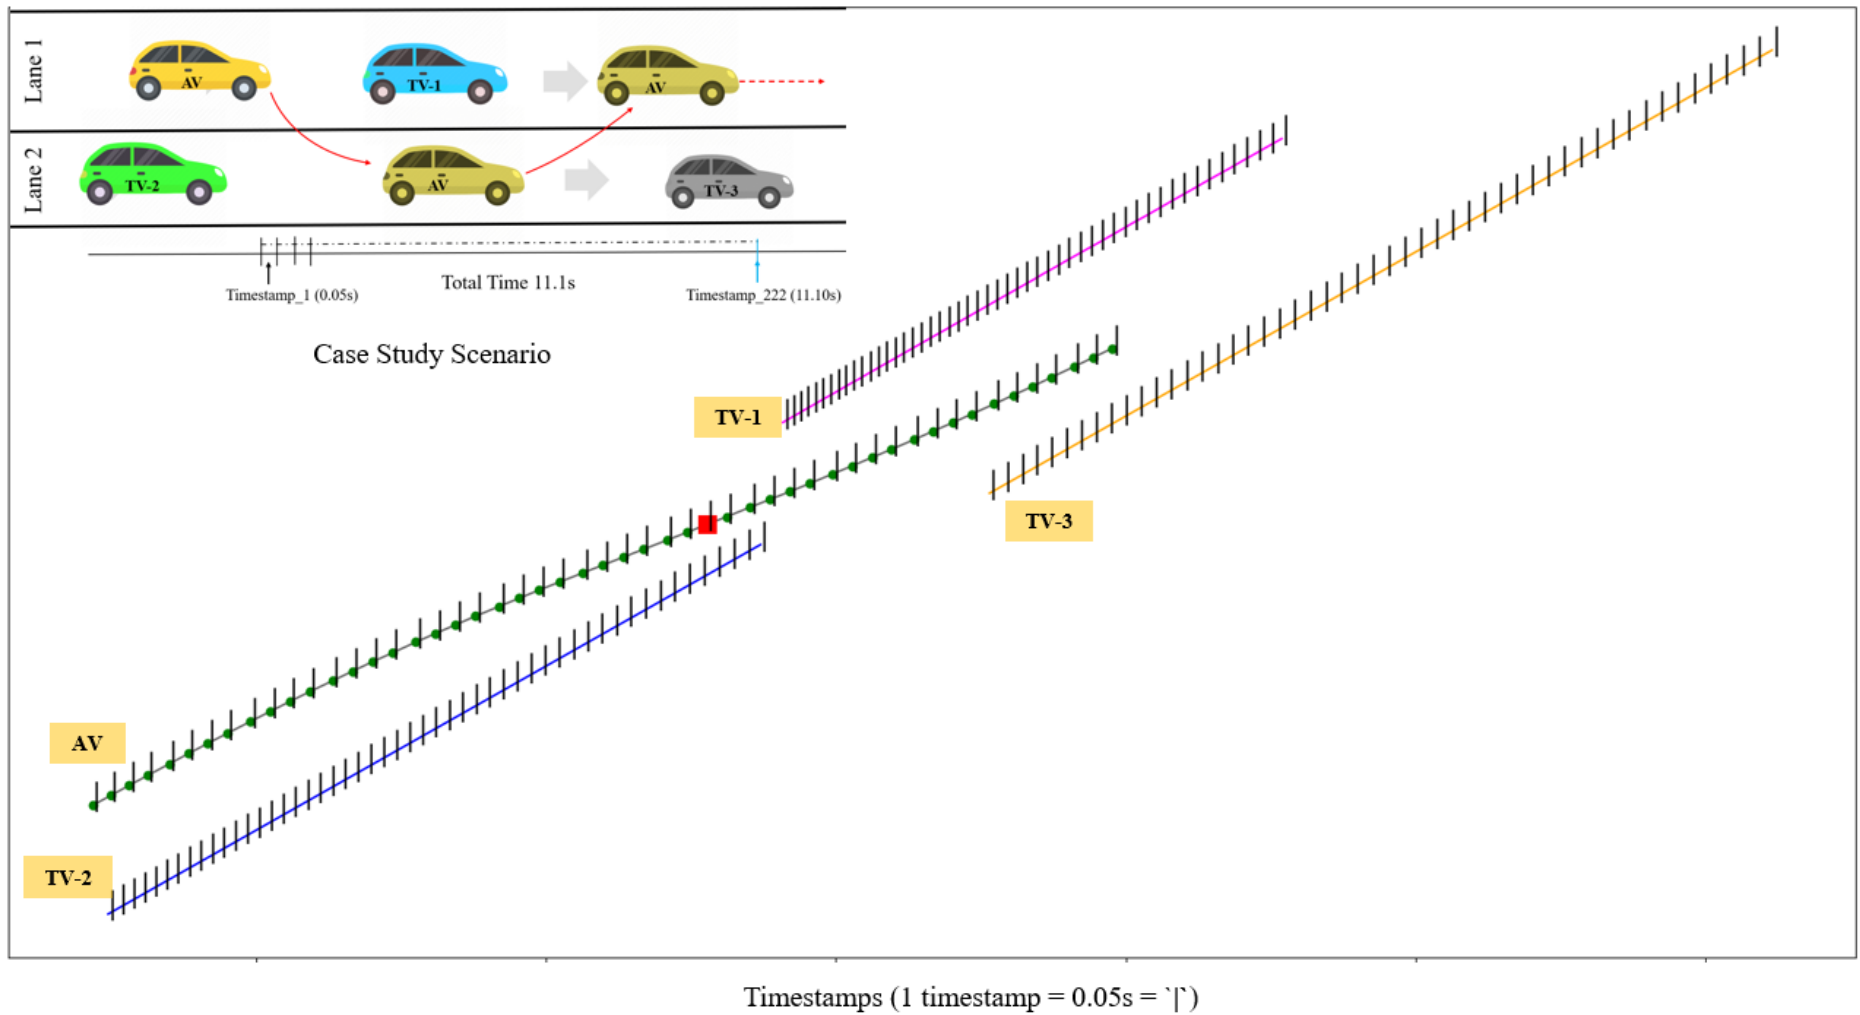 Lane 1
AV
TV-1
AV
Lane 2
TV-2
AV
TV-3
Total Time 11.1s
Timestamp_1 (0.05s)
Timestamp_222 (11.10s)
Case Study Scenario
TV-1
TV-3
AV
TV-2
Timestamps (1 timestamp = 0.05s = `|`)